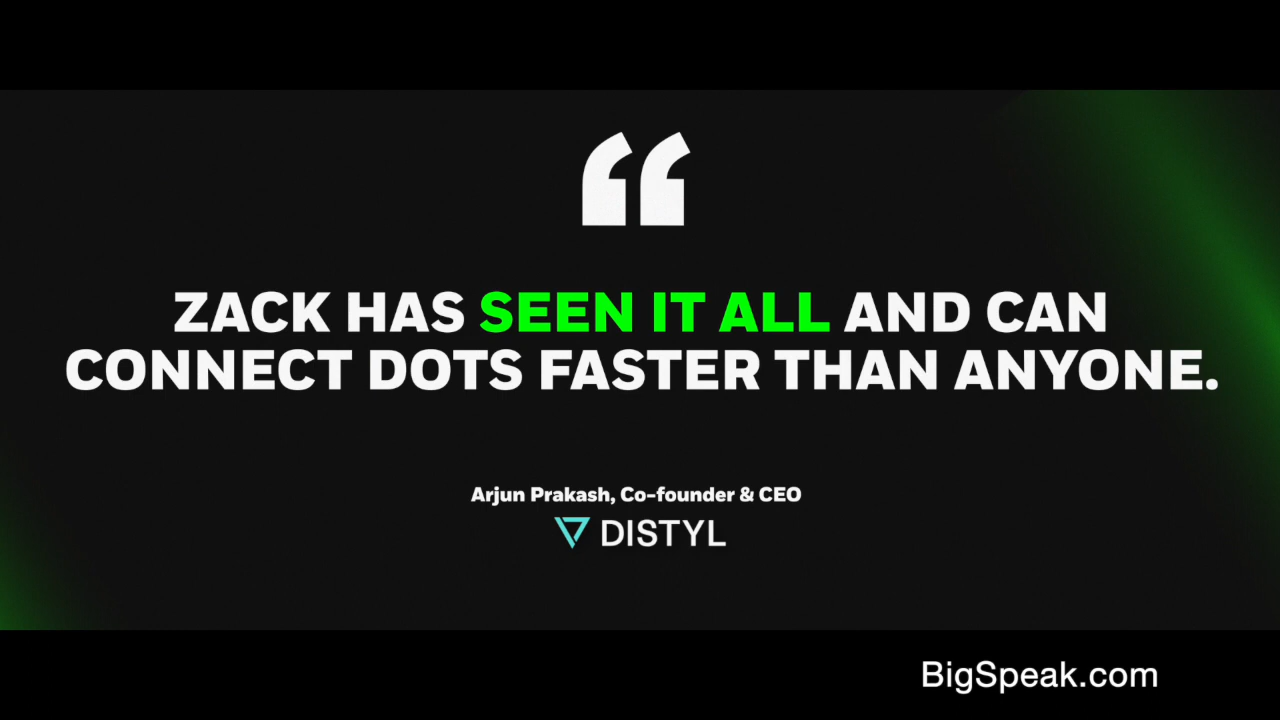 “
ZACK HAS SEEN IT ALL AND CAN
CONNECT DOTS FASTER THAN ANYONE.
Arjun Prakash, Co-founder & CEO
DISTYL
BigSpeak.com